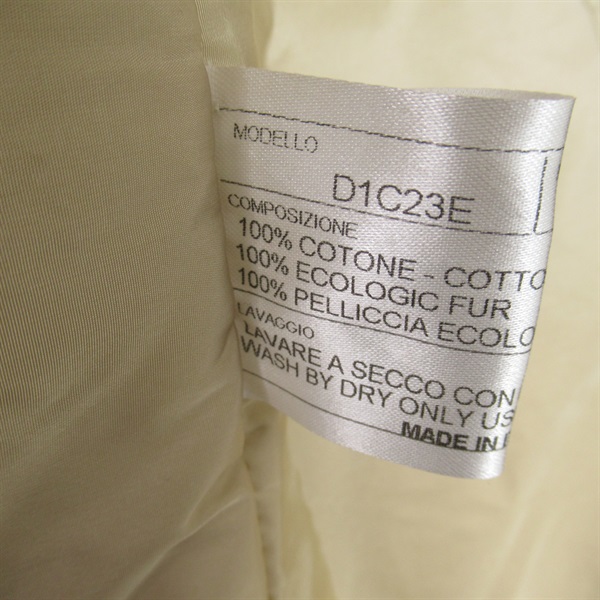 MODELLO
D1C23E
COMPOSIZIONE
100% COTONE - COTTO
100% ECOLOGIC FUR
100% PELLICCIA ECOLO
LAVAGGIO
LAVARE A SECCO CON
WASH BY DRY ONLY US
MADE IN